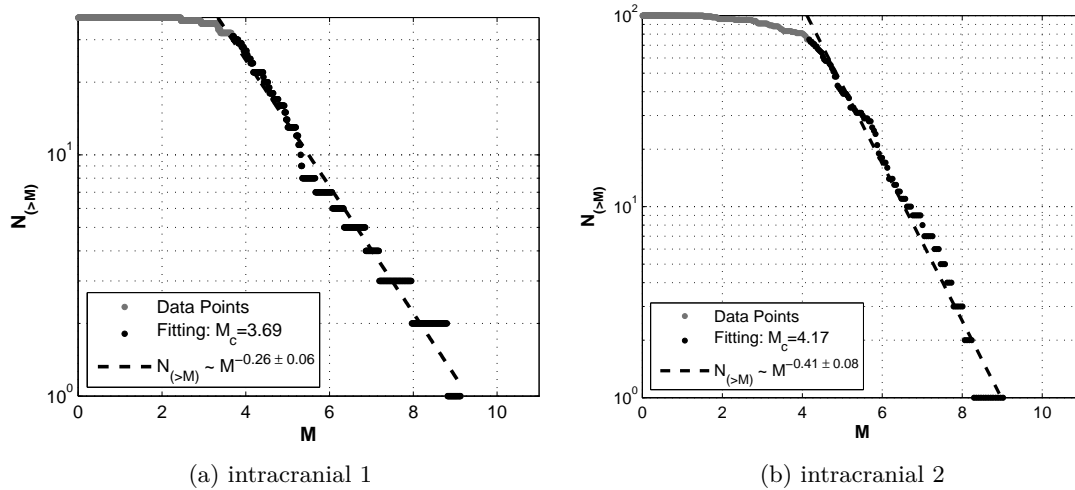 10^1
10^0
N_(>M)
0 2 4 6 8 10
M
Data Points
Fitting: M_c=3.69
N_(>M) ~ M^−0.26 ± 0.06
(a) intracranial 1
10^2
10^1
10^0
N_(>M)
0 2 4 6 8 10
M
Data Points
Fitting: M_c=4.17
N_(>M) ~ M^−0.41 ± 0.08
(b) intracranial 2